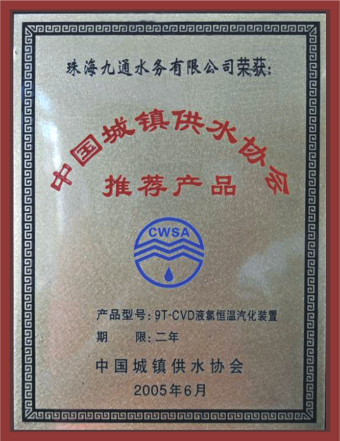 珠海九通水务有限公司荣获:
中国城镇供水协会
推荐产品
CWSA
产品型号:9T-CVD液氯恒温汽化装置
期 限:二年
中国城镇供水协会
2005年6月